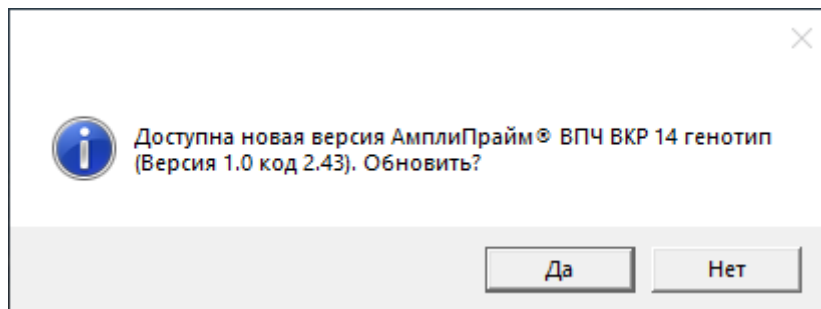 Доступна новая версия АмплиПрайм® ВПЧ ВКР 14 генотип
(Версия 1.0 код 2.43). Обновить?
Да Нет